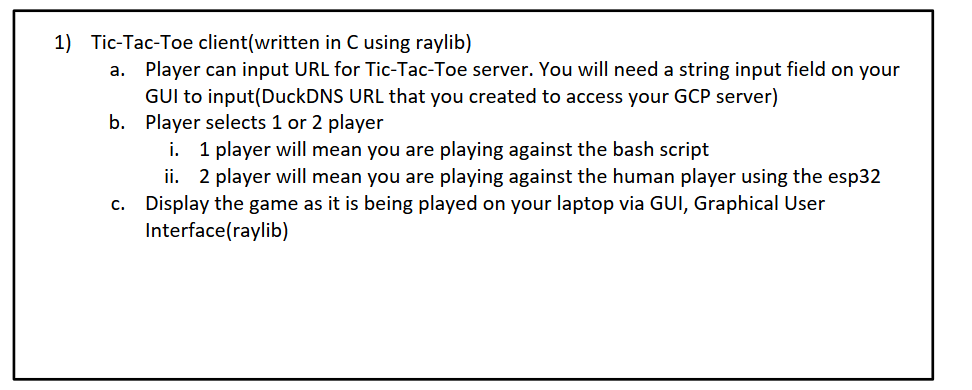 1) Tic-Tac-Toe client(written in C using raylib)
a. Player can input URL for Tic-Tac-Toe server. You will need a string input field on your
GUI to input(DuckDNS URL that you created to access your GCP server)
b. Player selects 1 or 2 player
i. 1 player will mean you are playing against the bash script
ii. 2 player will mean you are playing against the human player using the esp32
c. Display the game as it is being played on your laptop via GUI, Graphical User
Interface(raylib)